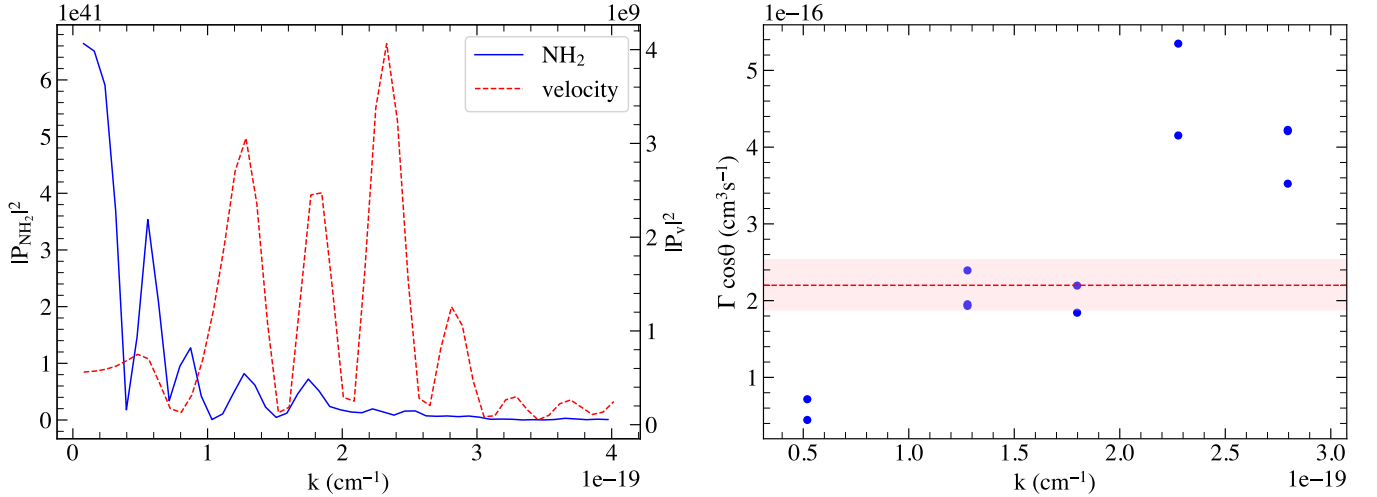 1e41
1e9
NH₂
velocity
|P_NH₂|²
6
5
4
3
2
1
0
|P_v|²
4
3
2
1
0
0
1
2
3
4
1e−19
k (cm⁻¹)
1e−16
Γ cosθ (cm³s⁻¹)
5
4
3
2
1
0.5
1.0
1.5
2.0
2.5
3.0
1e−19
k (cm⁻¹)